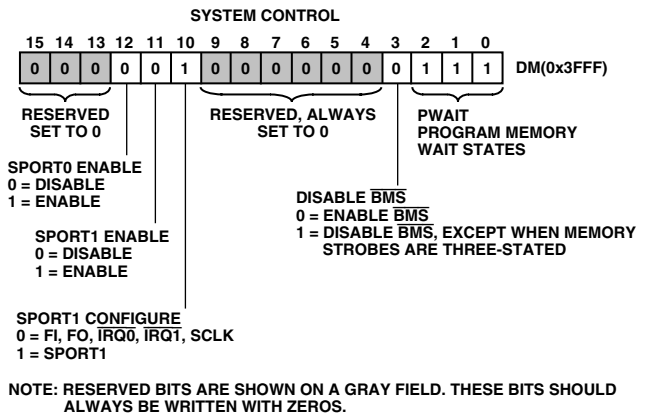 SYSTEM CONTROL
15 14 13 12 11 10 9 8 7 6 5 4 3 2 1 0
0 0 0 0 0 1 0 0 0 0 0 0 0 1 1 1 DM(0x3FFF)
RESERVED
SET TO 0
RESERVED, ALWAYS
SET TO 0
PWAIT
PROGRAM MEMORY
WAIT STATES
SPORT0 ENABLE
0 = DISABLE
1 = ENABLE
DISABLE BMS
0 = ENABLE BMS
1 = DISABLE BMS, EXCEPT WHEN MEMORY
STROBES ARE THREE-STATED
SPORT1 ENABLE
0 = DISABLE
1 = ENABLE
SPORT1 CONFIGURE
0 = FI, FO, IRQ0, IRQ1, SCLK
1 = SPORT1
NOTE: RESERVED BITS ARE SHOWN ON A GRAY FIELD. THESE BITS SHOULD
ALWAYS BE WRITTEN WITH ZEROS.